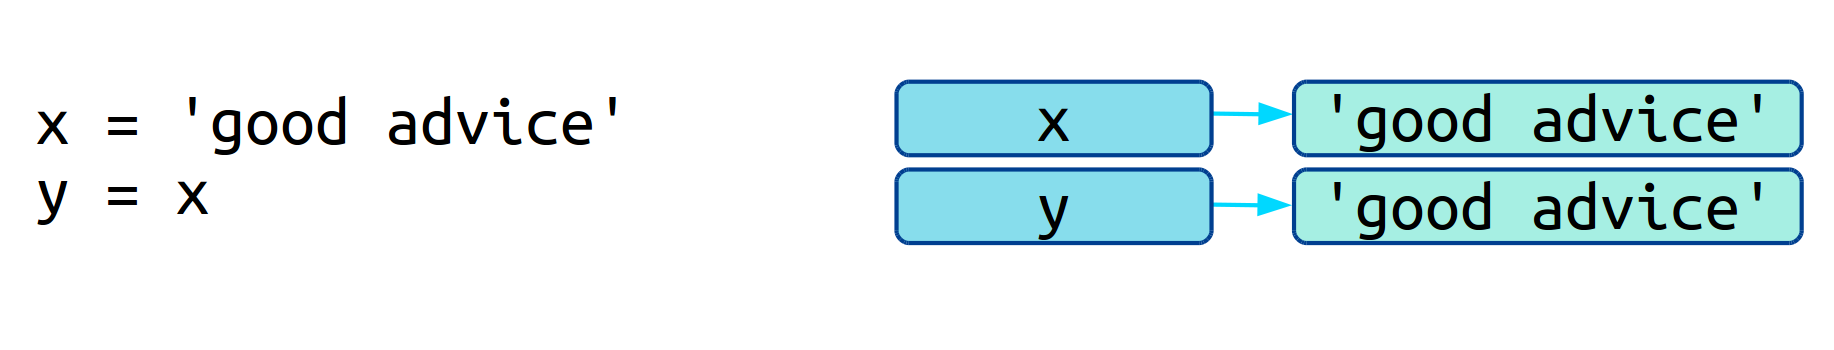 x = 'good advice'
y = x
x 'good advice'
y 'good advice'